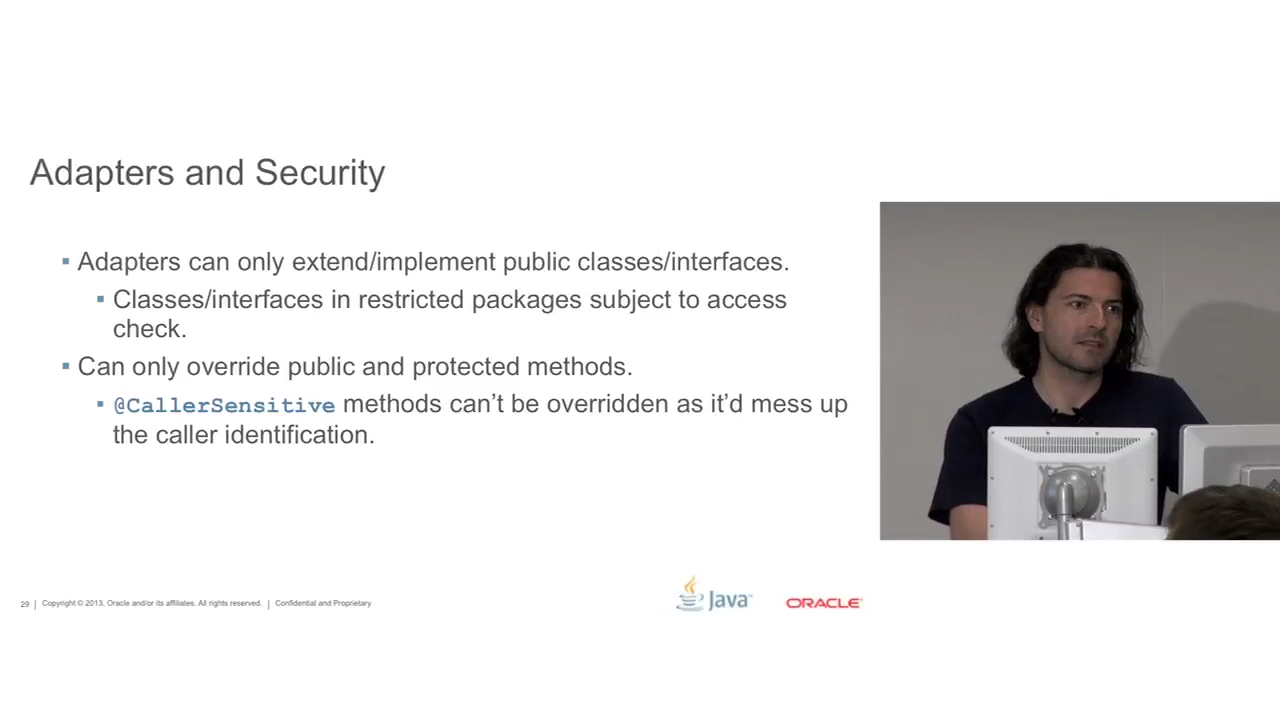 Adapters and Security
▪ Adapters can only extend/implement public classes/interfaces.
▪ Classes/interfaces in restricted packages subject to access
check.
▪ Can only override public and protected methods.
▪ @CallerSensitive methods can’t be overridden as it’d mess up
the caller identification.
29 | Copyright © 2013, Oracle and/or its affiliates. All rights reserved. | Confidential and Proprietary
Java™
ORACLE®